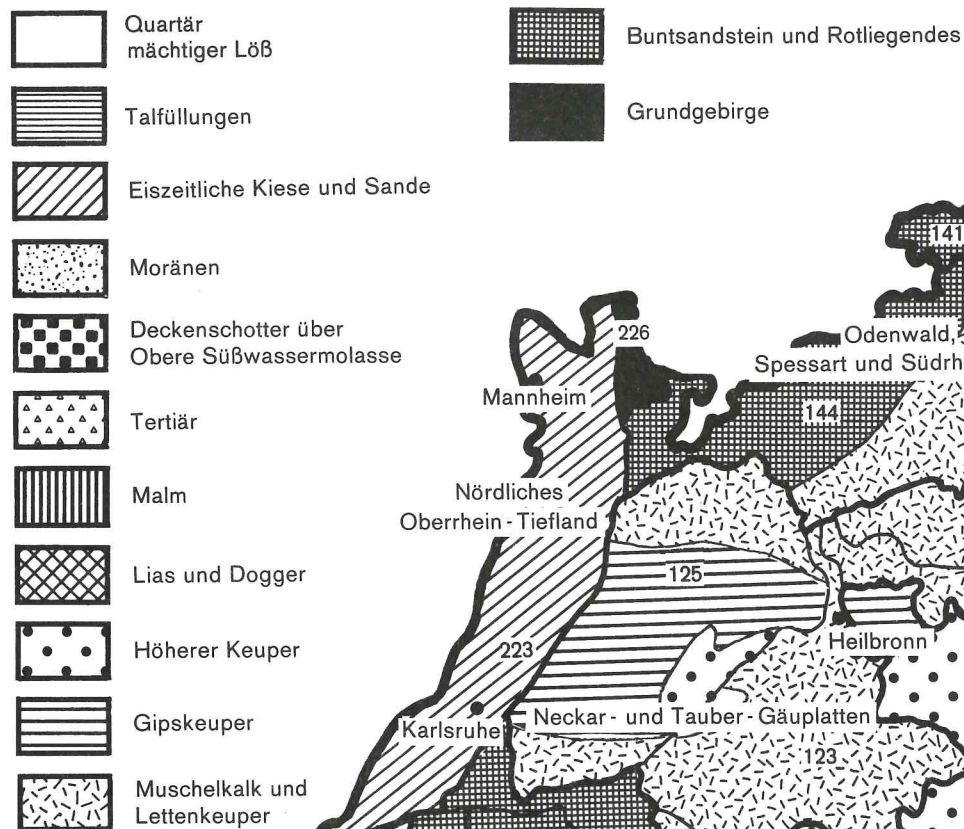 Quartär
mächtiger Löß
Talfüllungen
Eiszeitliche Kiese und Sande
Moränen
Deckenschotter über
Obere Süßwassermolasse
Tertiär
Malm
Lias und Dogger
Höherer Keuper
Gipskeuper
Muschelkalk und
Lettenkeuper
Buntsandstein und Rotliegendes
Grundgebirge
141
226
Odenwald,
Spessart und Südrh
Mannheim
144
Nördliches
Oberrhein-Tiefland
125
Heilbronn
223
Karlsruhe
Neckar- und Tauber-Gäuplatten
123